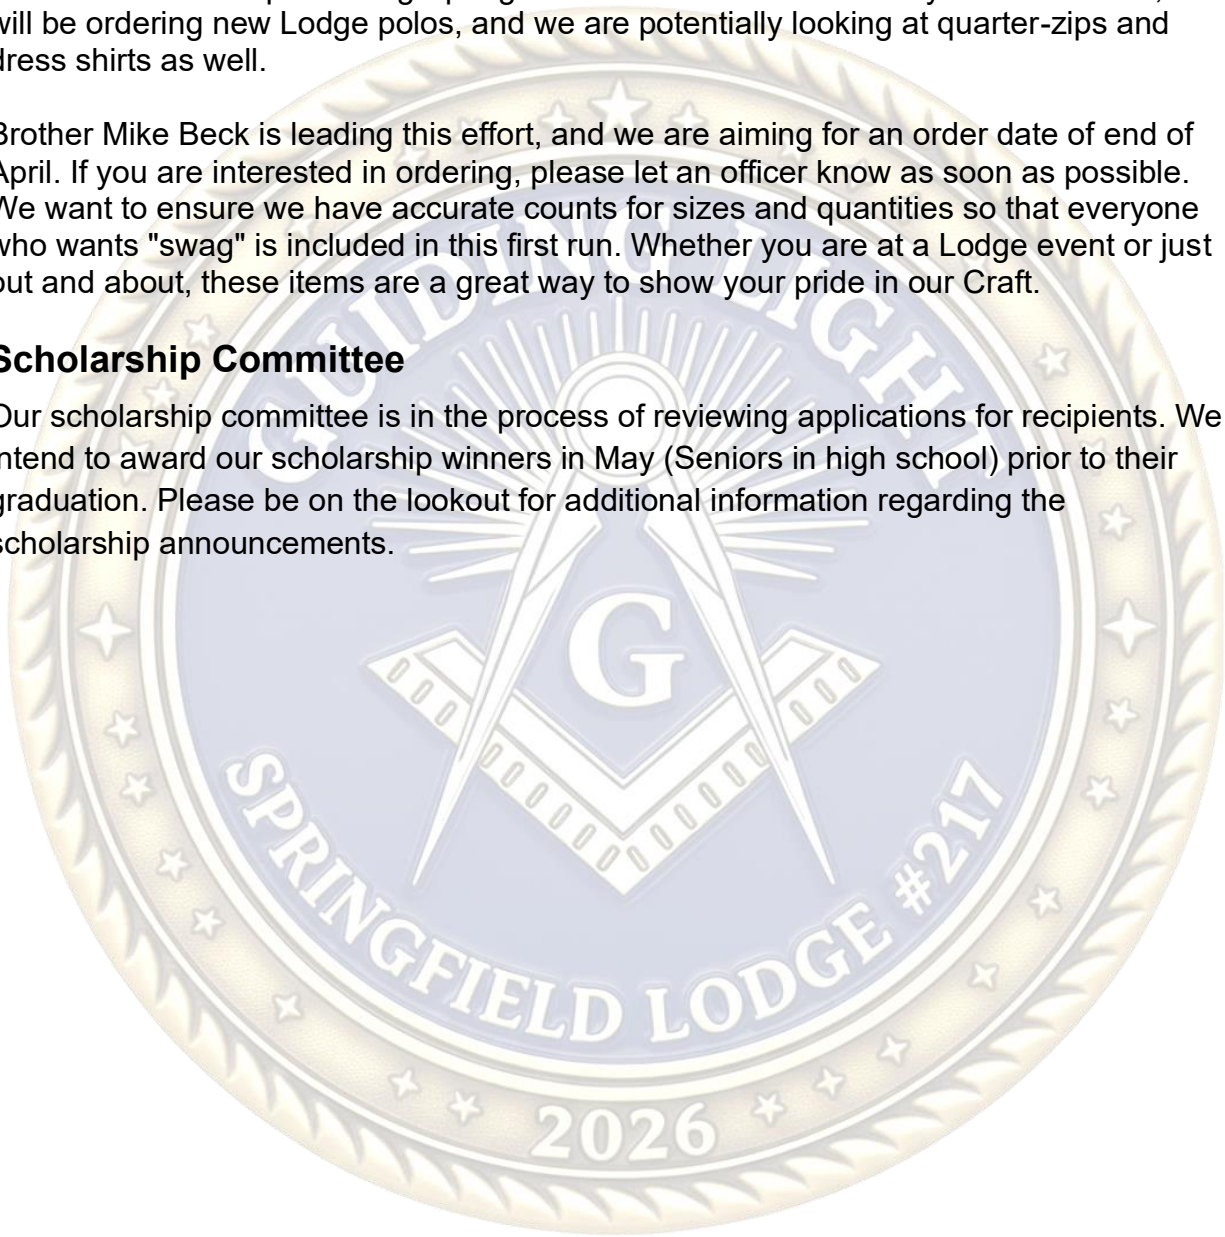 will be ordering new Lodge polos, and we are potentially looking at quarter-zips and
dress shirts as well.
Brother Mike Beck is leading this effort, and we are aiming for an order date of end of
April. If you are interested in ordering, please let an officer know as soon as possible.
We want to ensure we have accurate counts for sizes and quantities so that everyone
who wants "swag" is included in this first run. Whether you are at a Lodge event or just
out and about, these items are a great way to show your pride in our Craft.
Scholarship Committee
Our scholarship committee is in the process of reviewing applications for recipients. We
intend to award our scholarship winners in May (Seniors in high school) prior to their
graduation. Please be on the lookout for additional information regarding the
scholarship announcements.
GUIDING LIGHT
G
SPRINGFIELD LODGE #217
2026